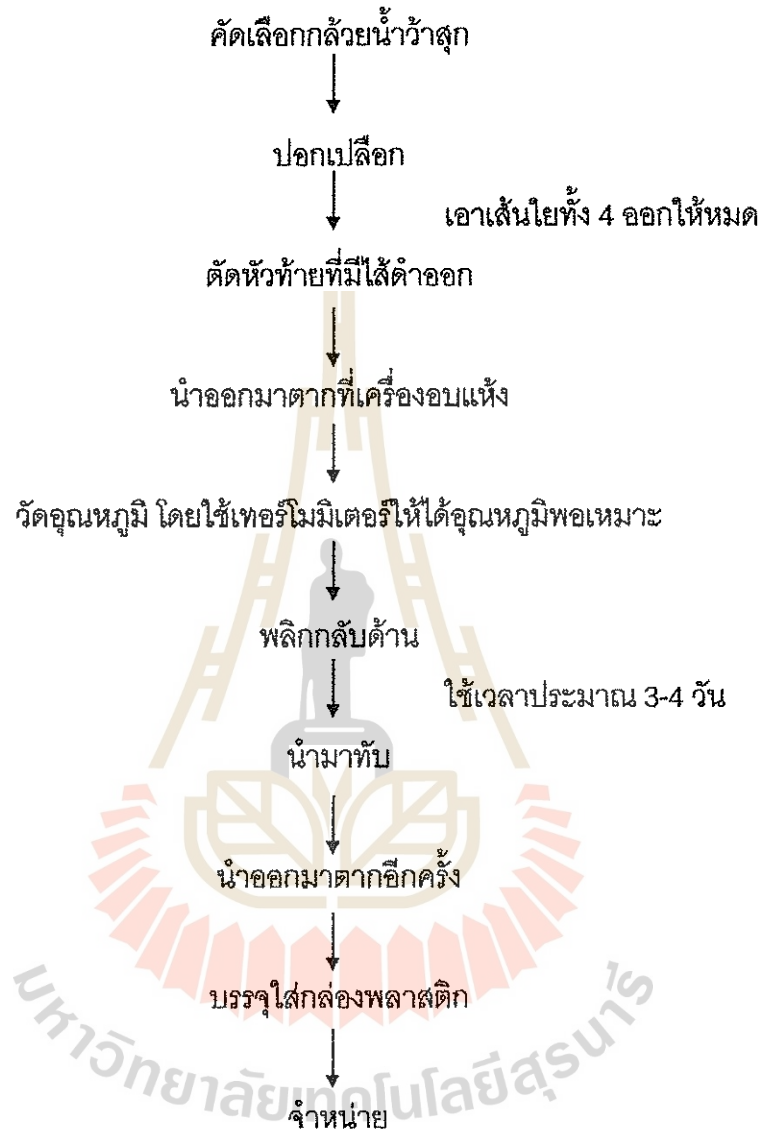 คัดเลือกกล้วยน้ำว้าสุก
ปอกเปลือก
เอาเส้นใยทั้ง 4 ออกให้หมด
ตัดหัวท้ายที่มีไส้ดำออก
นำออกมาตากที่เครื่องอบแห้ง
วัดอุณหภูมิ โดยใช้เทอร์โมมิเตอร์ให้ได้อุณหภูมิพอเหมาะ
พลิกกลับด้าน
ใช้เวลาประมาณ 3-4 วัน
นำมาทับ
นำออกมาตากอีกครั้ง
บรรจุใส่กล่องพลาสติก
จำหน่าย
มหาวิทยาลัยเทคโนโลยีสุรนารี